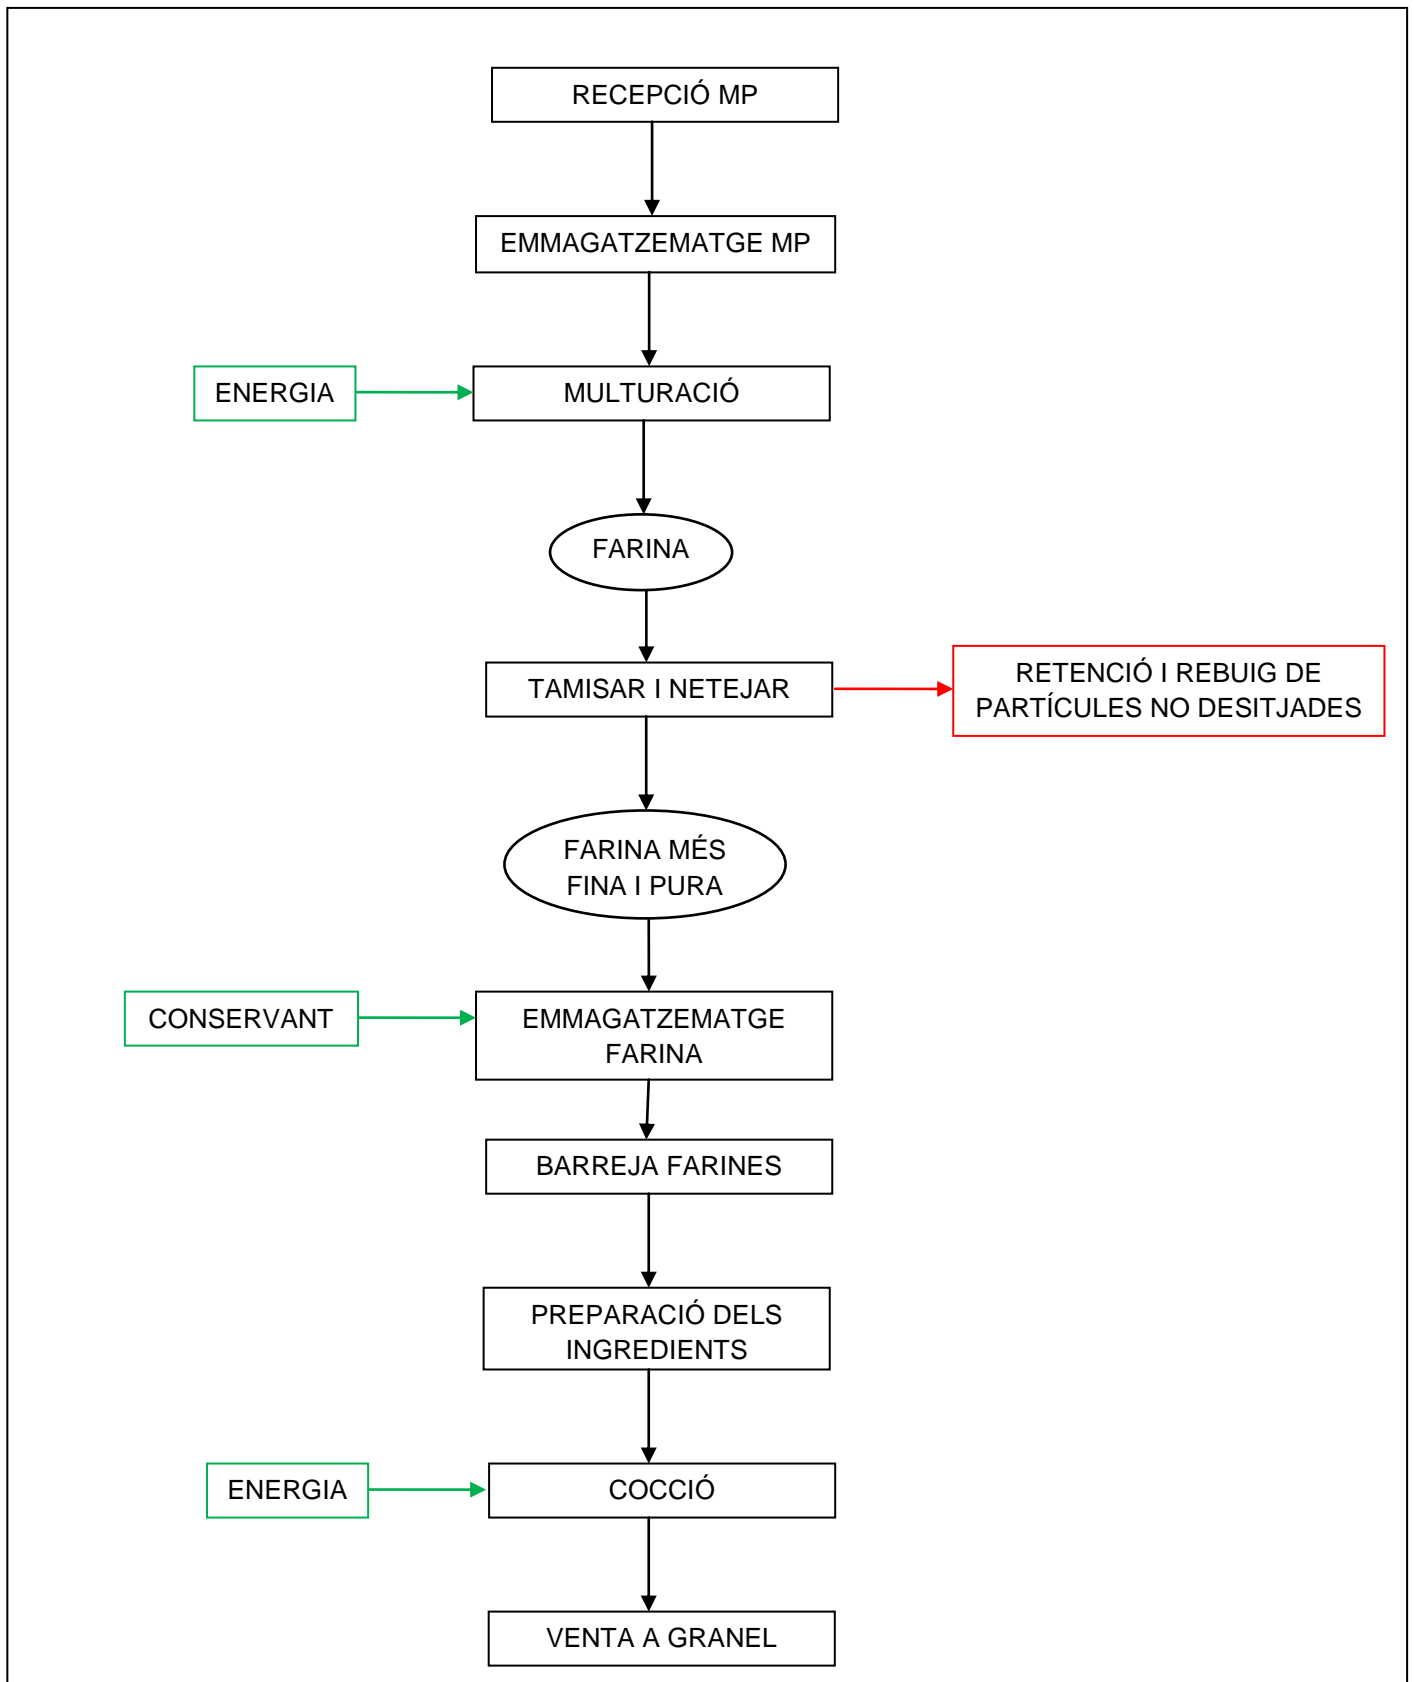 RECEPCIÓ MP
EMMAGATZEMATGE MP
ENERGIA
MULTURACIÓ
FARINA
TAMISAR I NETEJAR
RETENCIÓ I REBUIG DE
PARTÍCULES NO DESITJADES
FARINA MÉS
FINA I PURA
CONSERVANT
EMMAGATZEMATGE
FARINA
BARREJA FARINES
PREPARACIÓ DELS
INGREDIENTS
ENERGIA
COCCIÓ
VENTA A GRANEL